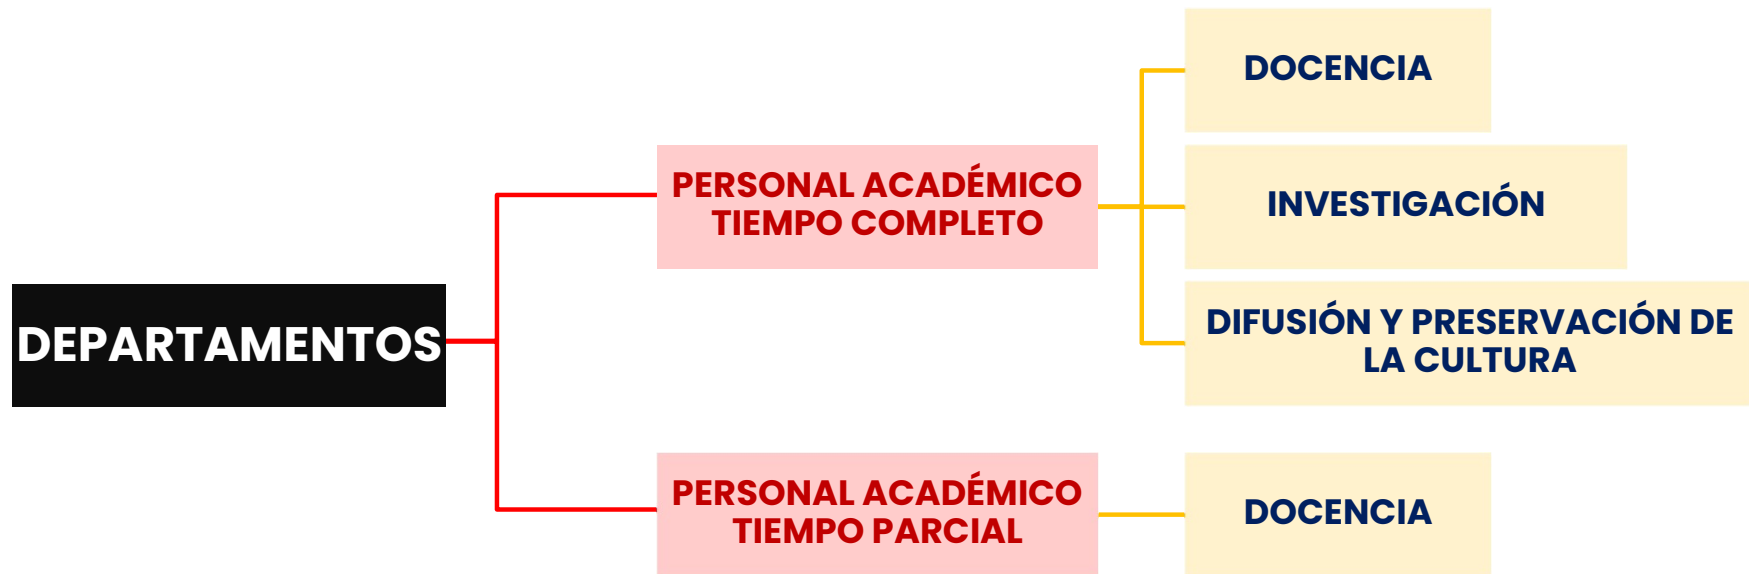 DEPARTAMENTOS
PERSONAL ACADÉMICO
TIEMPO COMPLETO
DOCENCIA
INVESTIGACIÓN
DIFUSIÓN Y PRESERVACIÓN DE
LA CULTURA
PERSONAL ACADÉMICO
TIEMPO PARCIAL
DOCENCIA